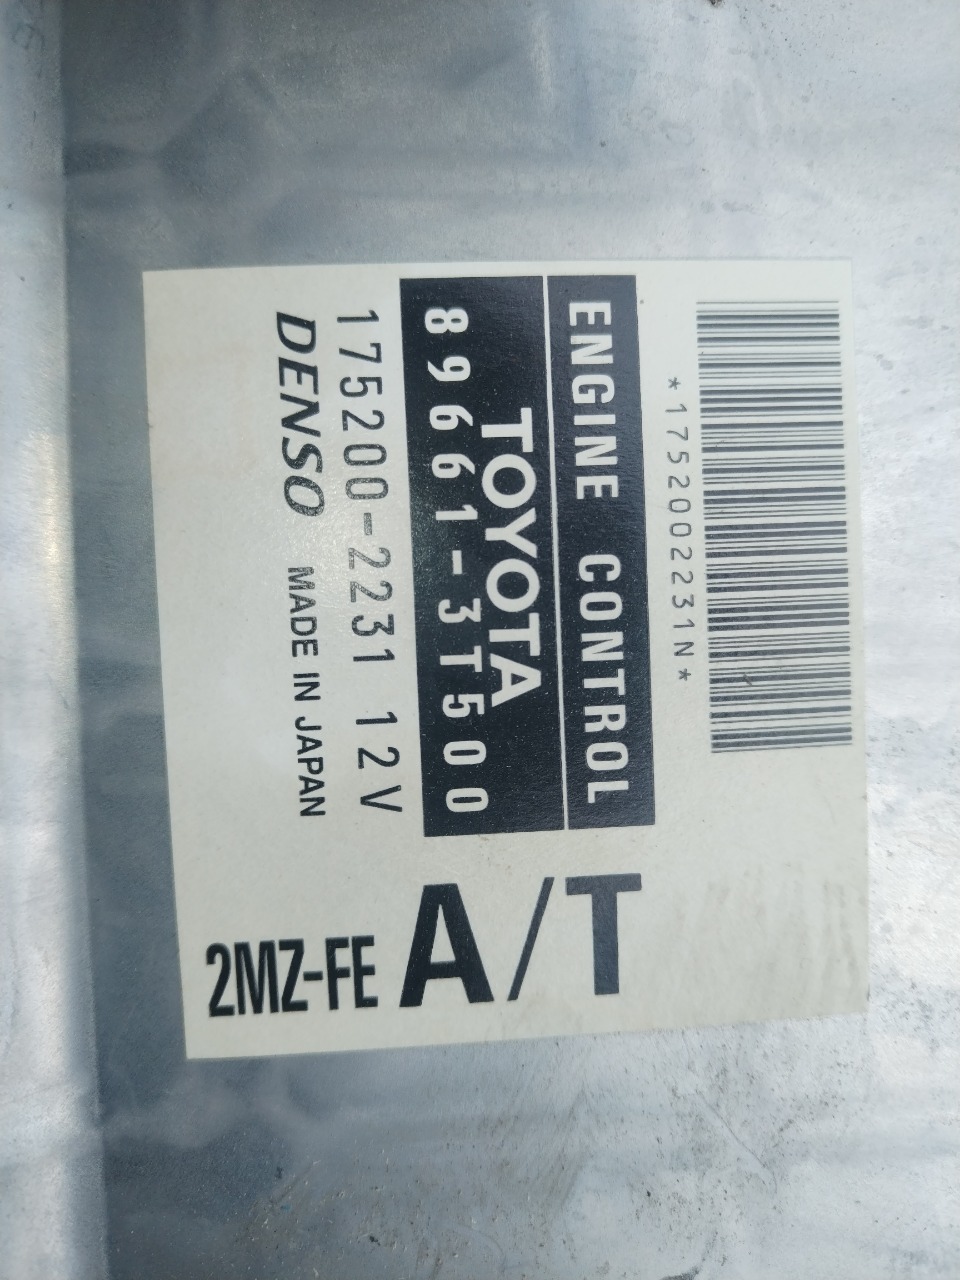 *1752002231N*
ENGINE CONTROL
TOYOTA
89661-3T500
175200-2231 12V
DENSO MADE IN JAPAN
A/T
2MZ-FE